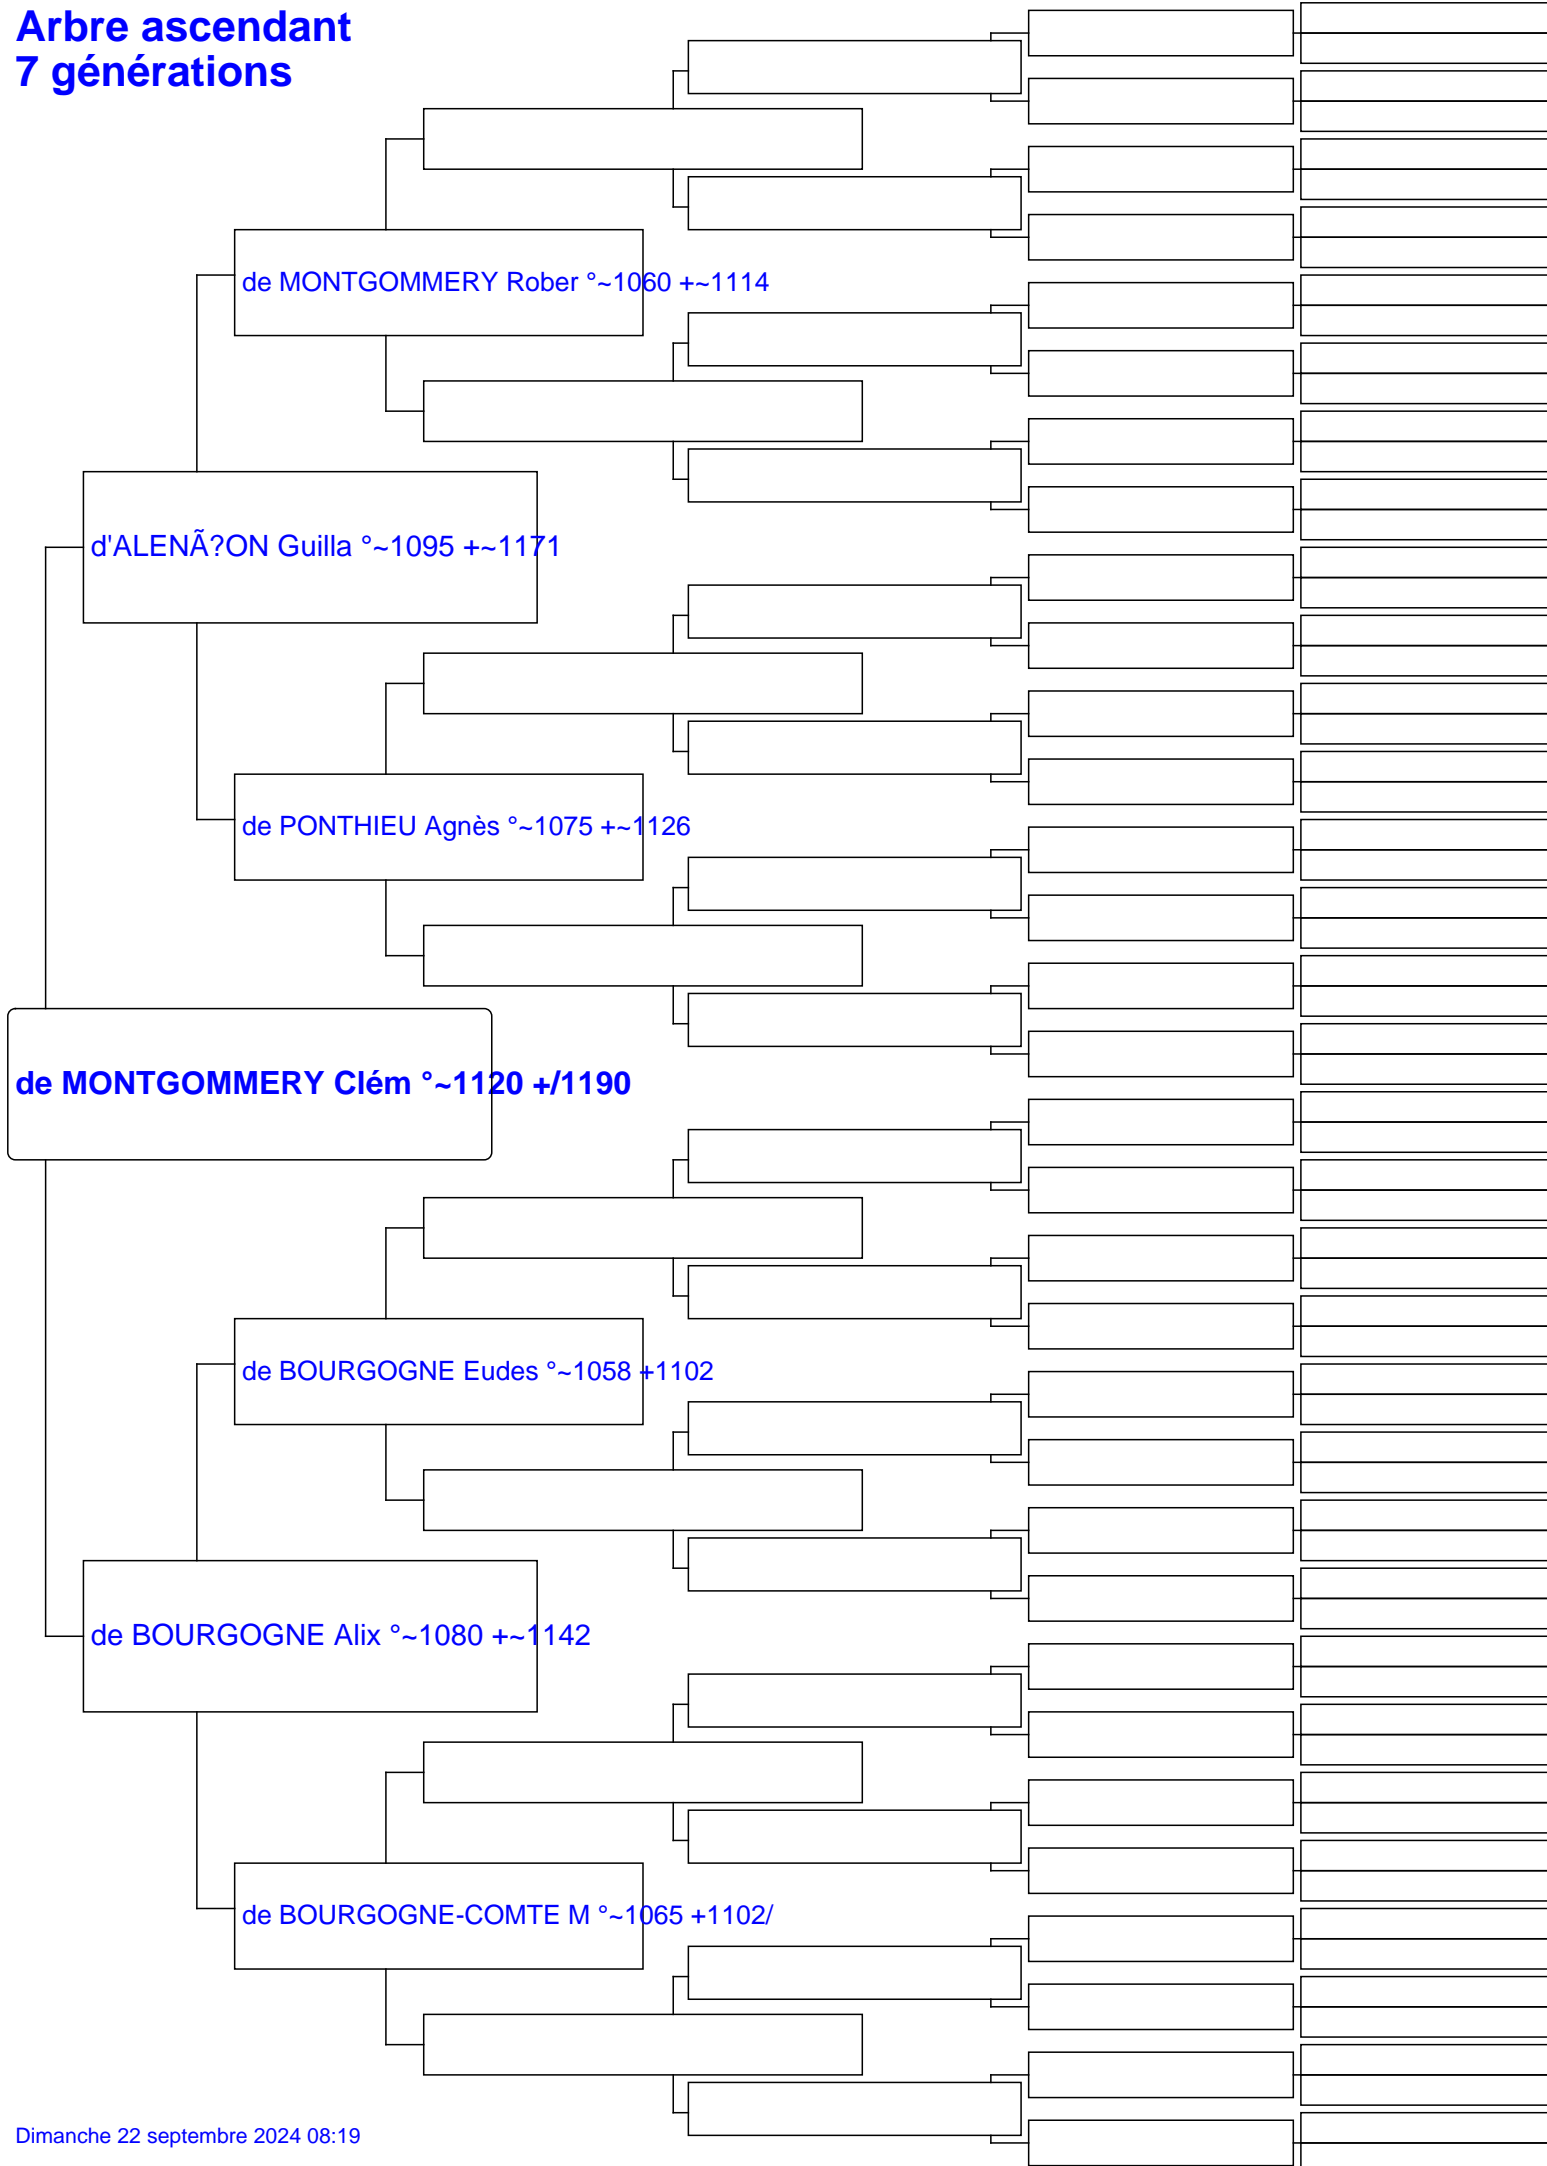 Arbre ascendant
7 générations
de MONTGOMMERY Rober °~1060 +~1114
d'ALENÃ?ON Guilla °~1095 +~1171
de PONTHIEU Agnès °~1075 +~1126
de MONTGOMMERY Clém °~1120 +/1190
de BOURGOGNE Eudes °~1058 +1102
de BOURGOGNE Alix °~1080 +~1142
de BOURGOGNE-COMTE M °~1065 +1102/
Dimanche 22 septembre 2024 08:19